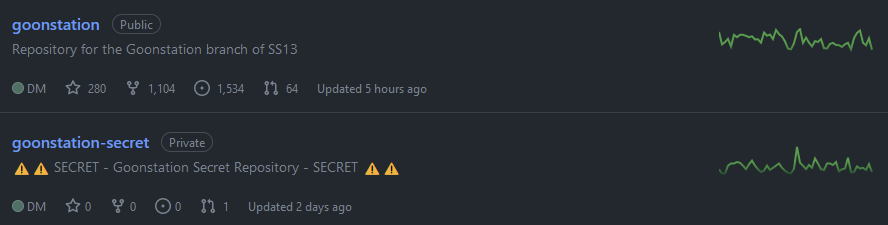 goonstation Public
Repository for the Goonstation branch of SS13
DM 280 1,104 1,534 64 Updated 5 hours ago
goonstation-secret Private
⚠️⚠️ SECRET - Goonstation Secret Repository - SECRET ⚠️⚠️
DM 0 0 0 1 Updated 2 days ago